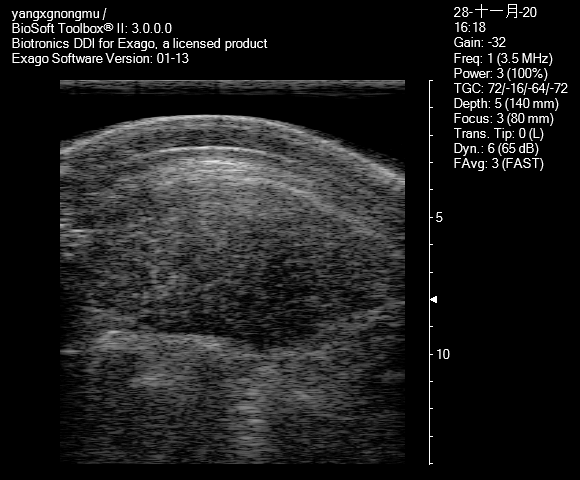 yangxgnongmu /
BioSoft Toolbox® II: 3.0.0.0
Biotronics DDI for Exago, a licensed product
Exago Software Version: 01-13
28-十一月-20
16:18
Gain: -32
Freq: 1 (3.5 MHz)
Power: 3 (100%)
TGC: 72/-16/-64/-72
Depth: 5 (140 mm)
Focus: 3 (80 mm)
Trans. Tip: 0 (L)
Dyn.: 6 (65 dB)
FAvg: 3 (FAST)
5
10